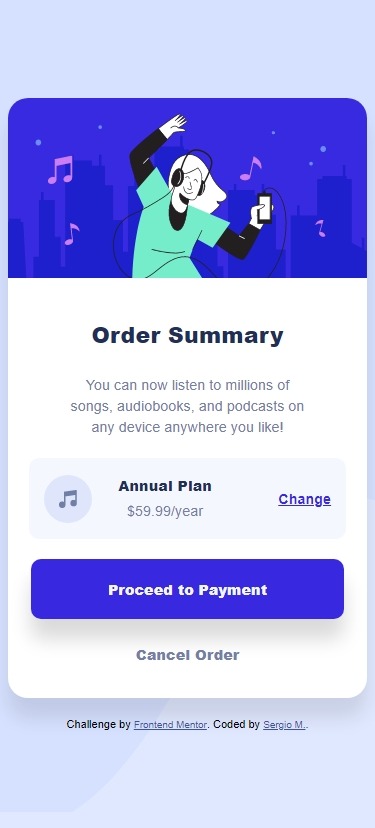 Order Summary
You can now listen to millions of
songs, audiobooks, and podcasts on
any device anywhere you like!
Annual Plan
$59.99/year
Change
Proceed to Payment
Cancel Order
Challenge by Frontend Mentor. Coded by Sergio M..